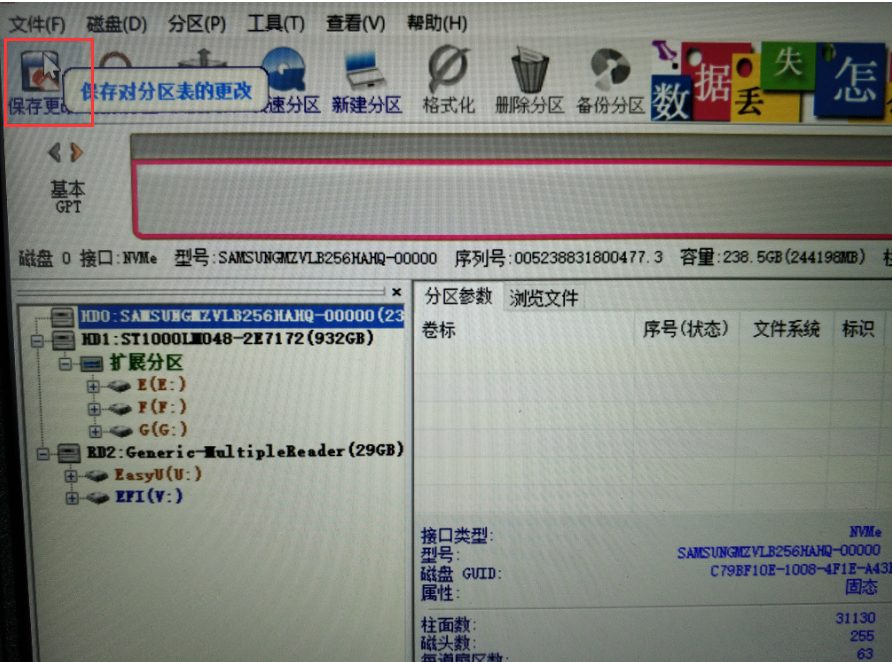 文件(F) 磁盘(D) 分区(P) 工具(T) 查看(V) 帮助(H)
保存更改 速分区 新建分区 格式化 删除分区 备份分区
保存对分区表的更改
数 据 丢 失 怎
基本
GPT
磁盘 0 接口:NVMe 型号:SAMSUNGMZVLB256HAHQ-00000 序列号:005238831800477.3 容量:238.5GB(244198MB)
HD0:SAMSUNGMZVLB256HAHQ-00000(23
HD1:ST1000LM048-2E7172(932GB)
扩展分区
E(E:)
F(F:)
G(G:)
RD2:Generic-MultipleReader(29GB)
EasyU(U:)
EFI(V:)
分区参数 浏览文件
卷标 序号(状态) 文件系统 标识
接口类型: NVMe
型号: SAMSUNGMZVLB256HAHQ-00000
磁盘 GUID: C79BF10E-1008-4F1E-A43
属性: 固态
柱面数: 31130
磁头数: 255
每道扇区数: 63